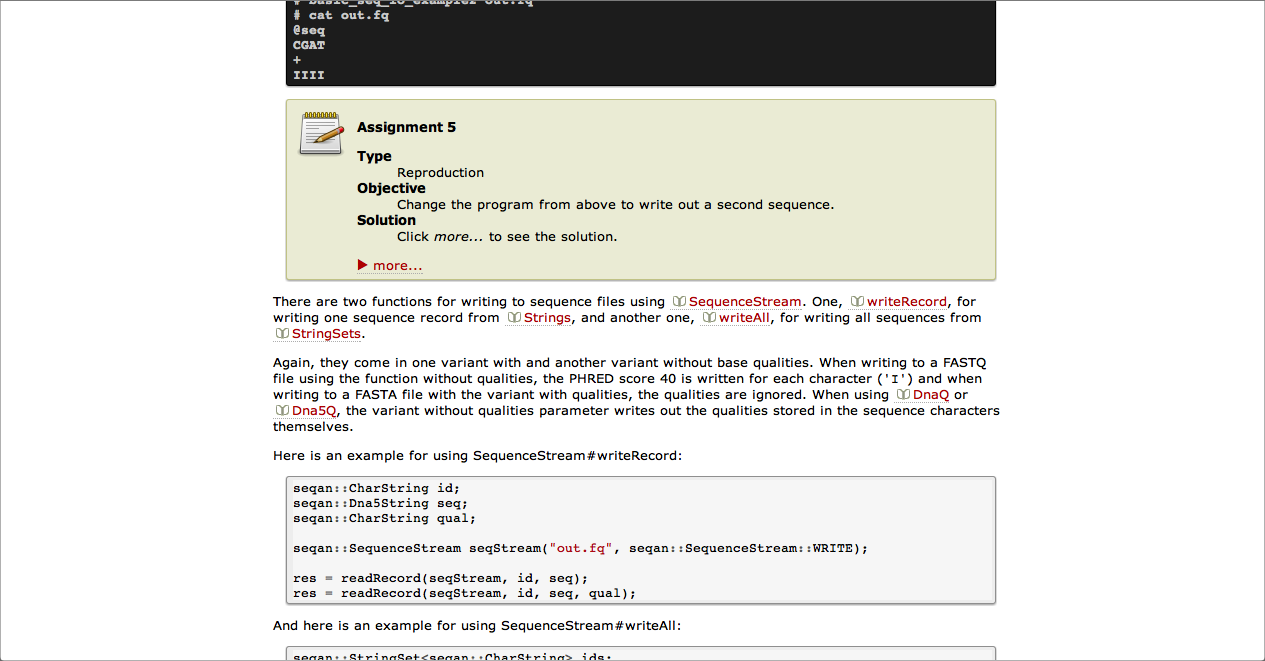 # basic_seq_io_example2 out.fq
# cat out.fq
@seq
CGAT
+
IIII
Assignment 5
Type
Reproduction
Objective
Change the program from above to write out a second sequence.
Solution
Click more... to see the solution.
more...
There are two functions for writing to sequence files using SequenceStream. One, writeRecord, for
writing one sequence record from Strings, and another one, writeAll, for writing all sequences from
StringSets.
Again, they come in one variant with and another variant without base qualities. When writing to a FASTQ
file using the function without qualities, the PHRED score 40 is written for each character ('I') and when
writing to a FASTA file with the variant with qualities, the qualities are ignored. When using DnaQ or
Dna5Q, the variant without qualities parameter writes out the qualities stored in the sequence characters
themselves.
Here is an example for using SequenceStream#writeRecord:
seqan::CharString id;
seqan::Dna5String seq;
seqan::CharString qual;
seqan::SequenceStream seqStream("out.fq", seqan::SequenceStream::WRITE);
res = readRecord(seqStream, id, seq);
res = readRecord(seqStream, id, seq, qual);
And here is an example for using SequenceStream#writeAll:
seqan::StringSet<seqan::CharString> ids;